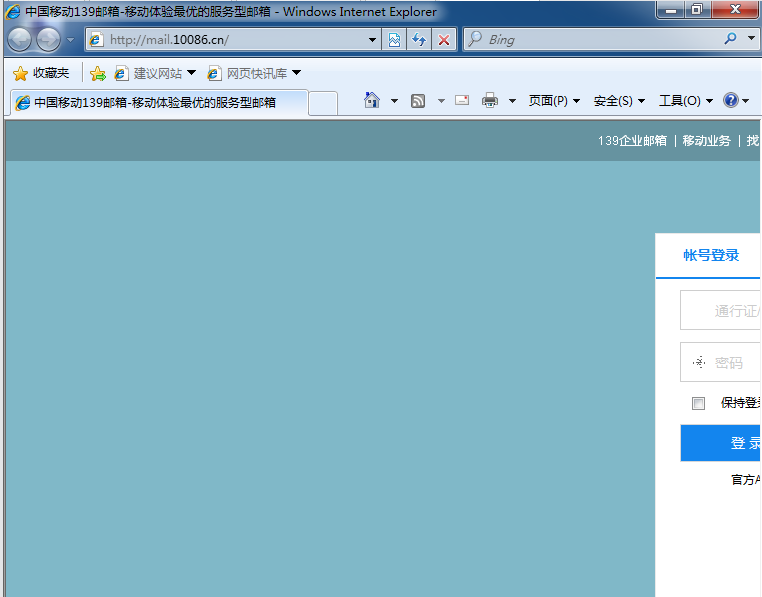 中国移动139邮箱-移动体验最优的服务型邮箱 - Windows Internet Explorer
http://mail.10086.cn/
Bing
收藏夹 建议网站 网页快讯库
中国移动139邮箱-移动体验最优的服务型邮箱
页面(P) 安全(S) 工具(O)
139企业邮箱 | 移动业务 | 找
帐号登录
通行证/
密码
保持登录
登 录
官方A